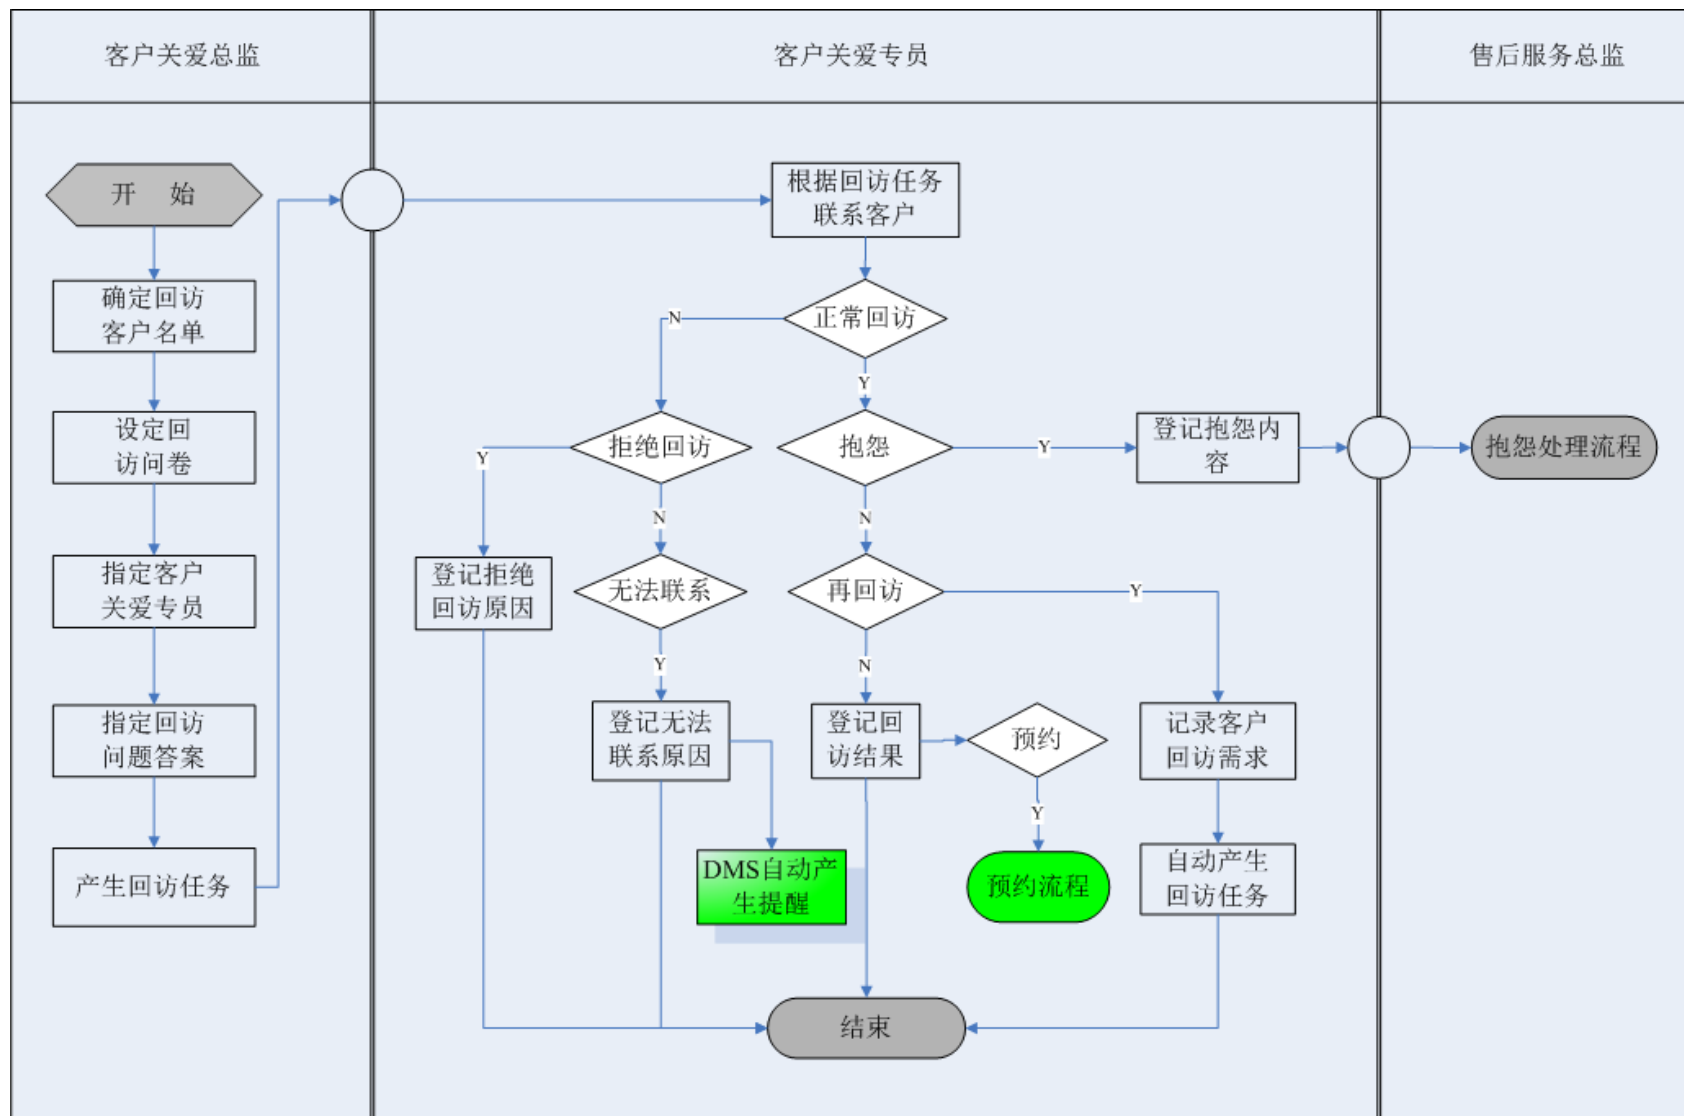 客户关爱总监
客户关爱专员
售后服务总监
开 始
确定回访
客户名单
设定回
访问卷
指定客户
关爱专员
指定回访
问题答案
产生回访任务
根据回访任务
联系客户
正常回访
N
Y
拒绝回访
抱怨
Y
Y
登记抱怨内
容
抱怨处理流程
N
N
登记拒绝
回访原因
无法联系
再回访
Y
Y
N
登记无法
联系原因
登记回
访结果
预约
记录客户
回访需求
Y
DMS自动产
生提醒
预约流程
自动产生
回访任务
结束